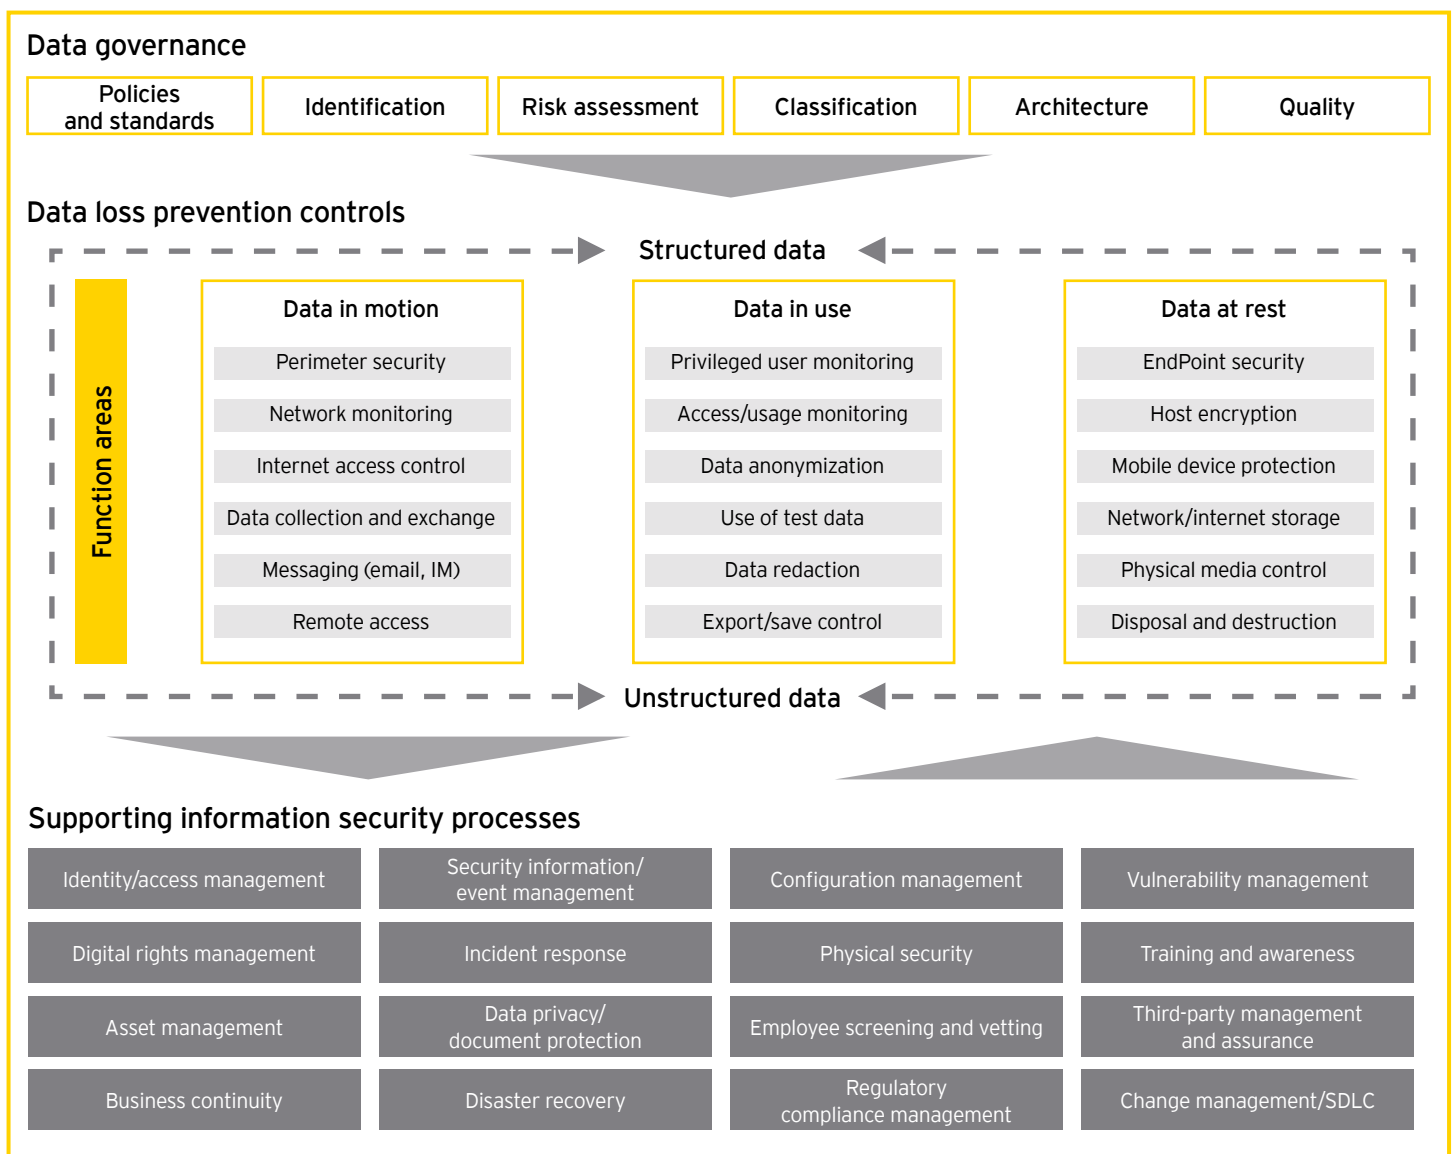 Data governance
Policies
and standards
Identification
Risk assessment
Classification
Architecture
Quality
Data loss prevention controls
Structured data
Function areas
Data in motion
Perimeter security
Network monitoring
Internet access control
Data collection and exchange
Messaging (email, IM)
Remote access
Data in use
Privileged user monitoring
Access/usage monitoring
Data anonymization
Use of test data
Data redaction
Export/save control
Data at rest
EndPoint security
Host encryption
Mobile device protection
Network/internet storage
Physical media control
Disposal and destruction
Unstructured data
Supporting information security processes
Identity/access management
Security information/
event management
Configuration management
Vulnerability management
Digital rights management
Incident response
Physical security
Training and awareness
Asset management
Data privacy/
document protection
Employee screening and vetting
Third-party management
and assurance
Business continuity
Disaster recovery
Regulatory
compliance management
Change management/SDLC